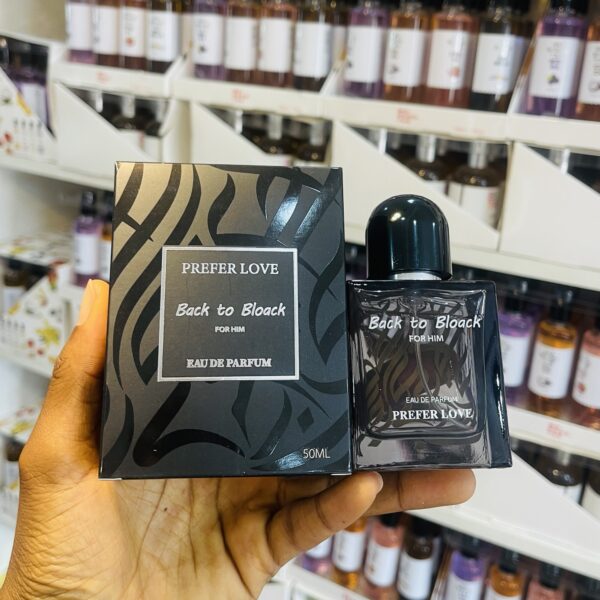 PREFER LOVE
Back to Bloack
FOR HIM
EAU DE PARFUM
50ML
Back to Bloack
FOR HIM
EAU DE PARFUM
PREFER LOVE